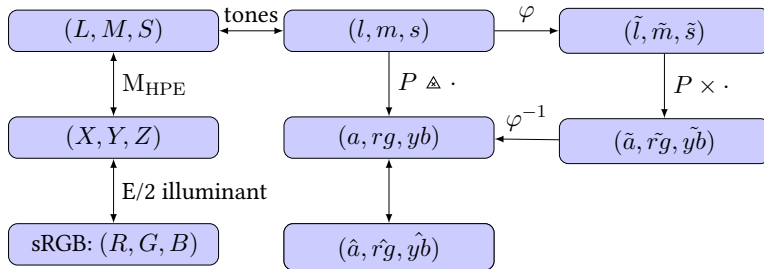 (L, M, S) tones (l, m, s) φ (l̃, m̃, s̃)
M_HPE P ⨹ · P × ·
(X, Y, Z) (a, rg, yb) φ⁻¹ (ã, r̃g, ỹb)
E/2 illuminant
sRGB: (R, G, B) (â, r̂g, ŷb)